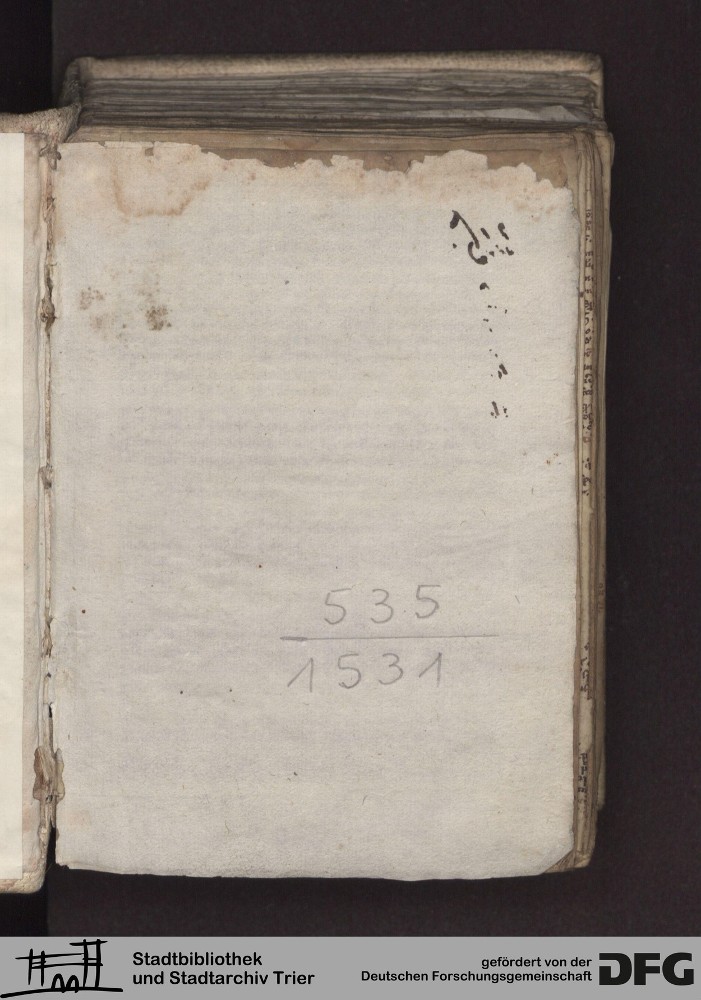 535
1531
Stadtbibliothek
und Stadtarchiv Trier
gefördert von der
Deutschen Forschungsgemeinschaft
DFG